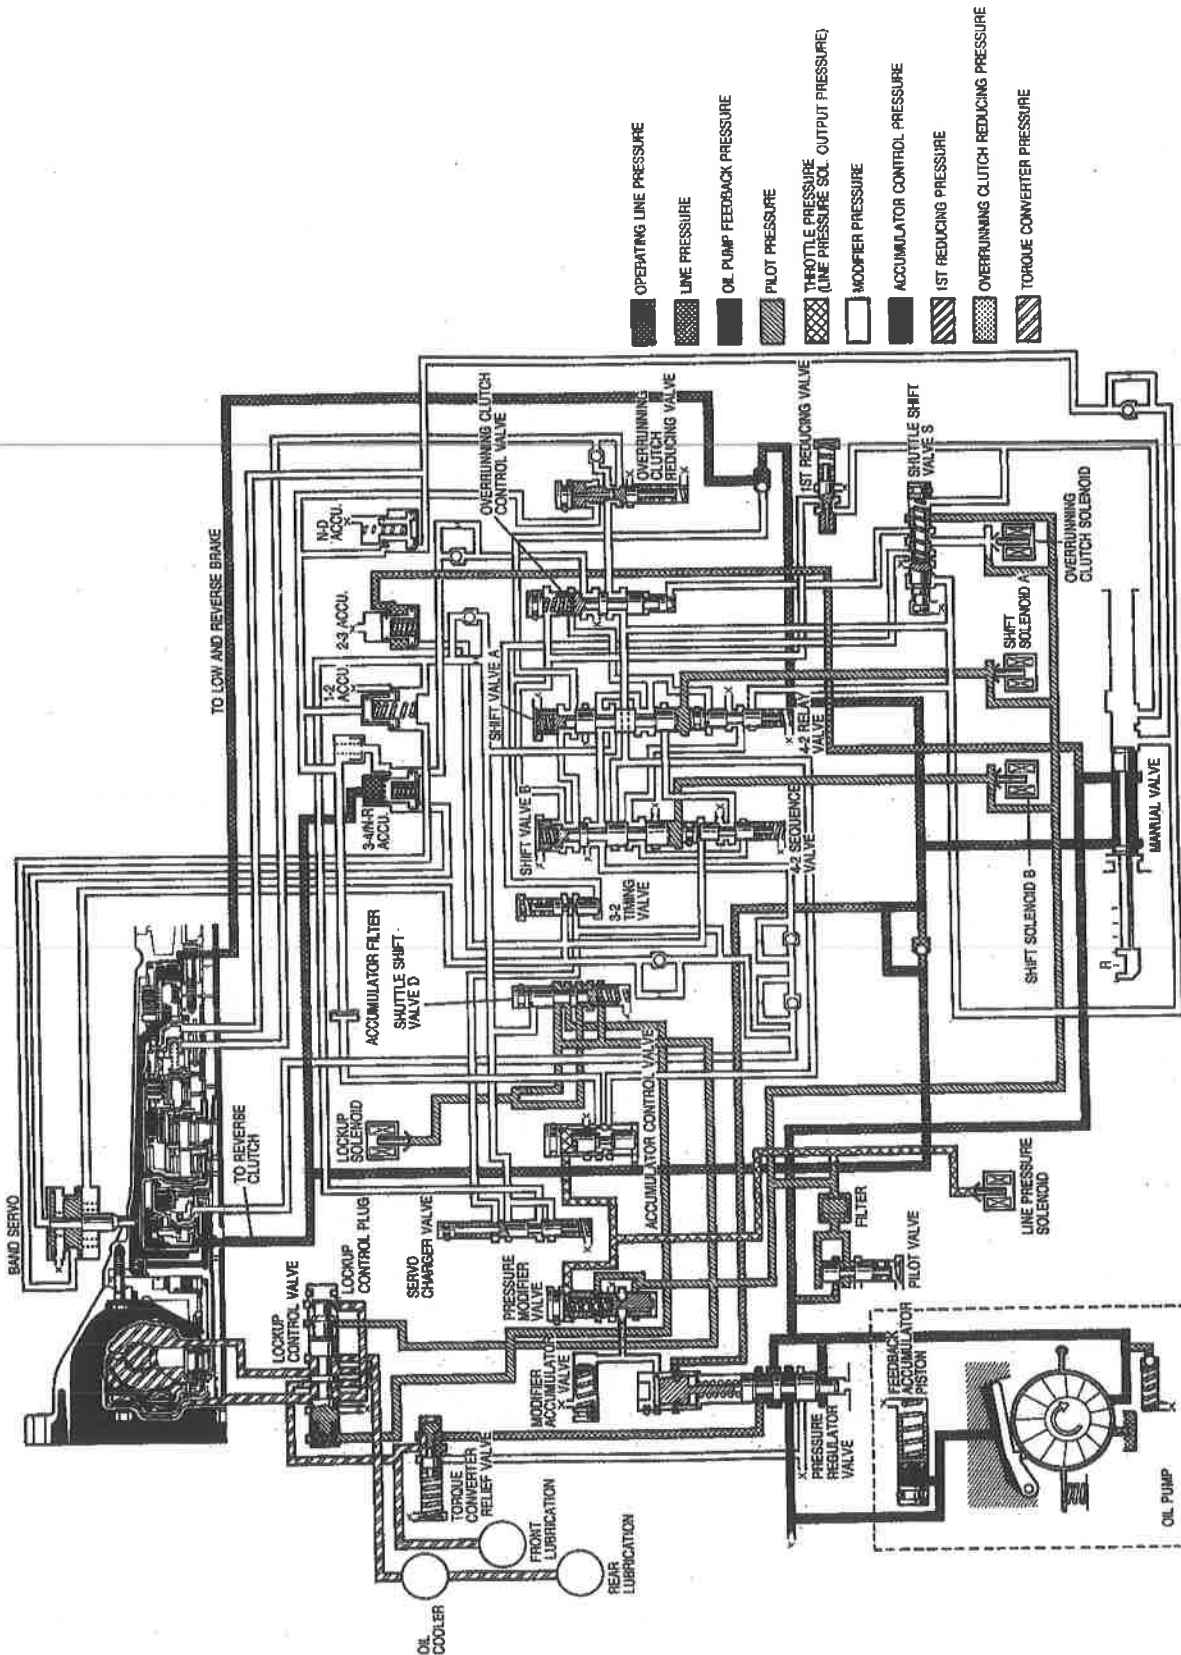 BAND SERVO
TO LOW AND REVERSE BRAKE
TO REVERSE
CLUTCH
N-D
ACCU.
2-3 ACCU.
1-2
ACCU.
3-4/N-R
ACCU.
ACCUMULATOR FILTER
SHUTTLE SHIFT
VALVE D
SHIFT VALVE A
SHIFT VALVE B
OVERRUNNING CLUTCH
CONTROL VALVE
OVERRUNNING
CLUTCH
REDUCING VALVE
1ST REDUCING VALVE
SHUTTLE SHIFT
VALVE S
3-2
TIMING
VALVE
4-2 SEQUENCE
VALVE
4-2 RELAY
VALVE
OVERRUNNING
CLUTCH SOLENOID
SHIFT
SOLENOID A
SHIFT SOLENOID B
MANUAL VALVE
R
LOCKUP
SOLENOID
ACCUMULATOR CONTROL VALVE
LOCKUP
CONTROL VALVE
LOCKUP
CONTROL PLUG
SERVO
CHARGER VALVE
PRESSURE
MODIFIER
VALVE
MODIFIER
ACCUMULATOR
VALVE
TORQUE
CONVERTER
RELIEF VALVE
FRONT
LUBRICATION
REAR
LUBRICATION
OIL
COOLER
PRESSURE
REGULATOR
VALVE
FILTER
PILOT VALVE
LINE PRESSURE
SOLENOID
FEEDBACK
ACCUMULATOR
PISTON
OIL PUMP
OPERATING LINE PRESSURE
LINE PRESSURE
OIL PUMP FEEDBACK PRESSURE
PILOT PRESSURE
THROTTLE PRESSURE
(LINE PRESSURE SOL. OUTPUT PRESSURE)
MODIFIER PRESSURE
ACCUMULATOR CONTROL PRESSURE
1ST REDUCING PRESSURE
OVERRUNNING CLUTCH REDUCING PRESSURE
TORQUE CONVERTER PRESSURE